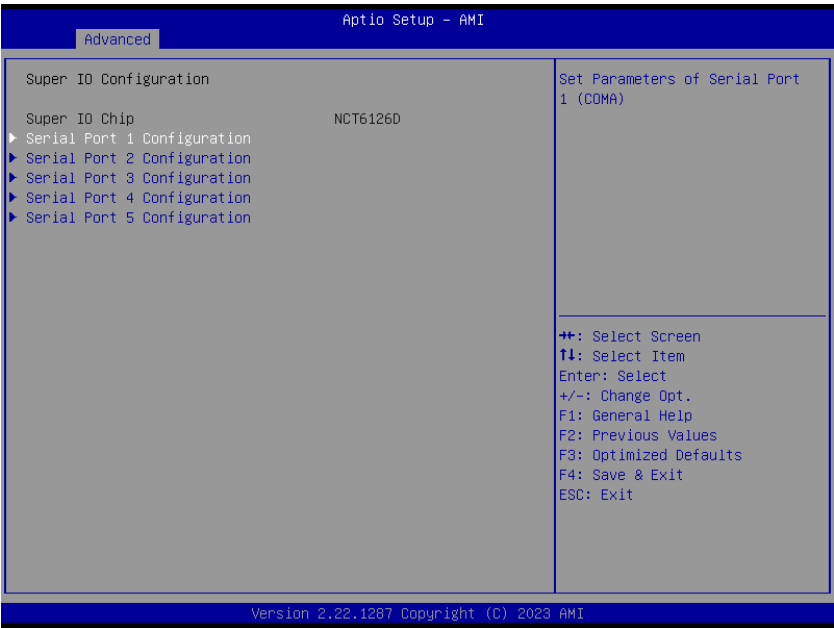 Aptio Setup - AMI
Advanced
Super IO Configuration
Super IO Chip NCT6126D
Serial Port 1 Configuration
Serial Port 2 Configuration
Serial Port 3 Configuration
Serial Port 4 Configuration
Serial Port 5 Configuration
Set Parameters of Serial Port
1 (COMA)
→←: Select Screen
↑↓: Select Item
Enter: Select
+/-: Change Opt.
F1: General Help
F2: Previous Values
F3: Optimized Defaults
F4: Save & Exit
ESC: Exit
Version 2.22.1287 Copyright (C) 2023 AMI